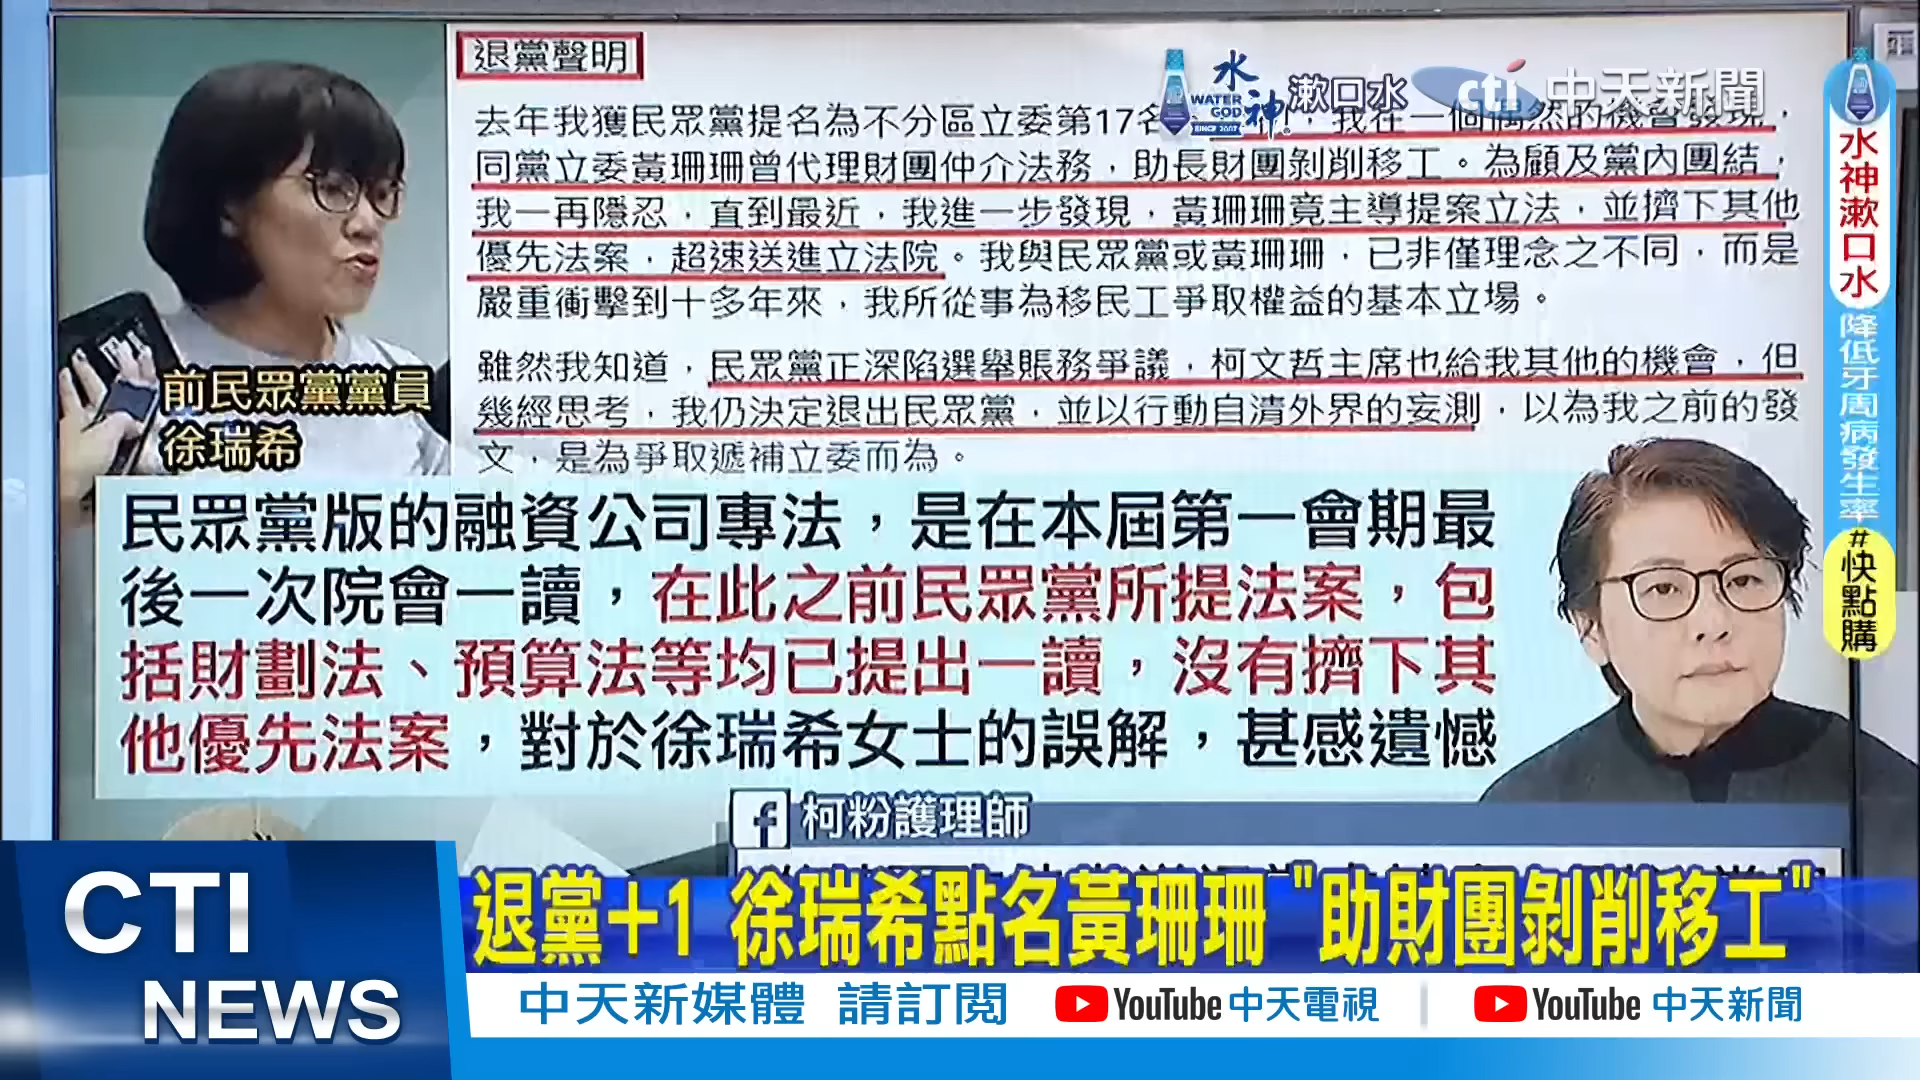 退黨聲明
水神
WATER GOD
SINCE 2007
漱口水
cti 中天新聞
去年我獲民眾黨提名為不分區立委第17名
我在一個偶然的機會發現，
同黨立委黃珊珊曾代理財團仲介法務，助長財團剝削移工。為顧及黨內團結，
我一再隱忍，直到最近，我進一步發現，黃珊珊竟主導提案立法，並擠下其他
優先法案，超速送進立法院。我與民眾黨或黃珊珊，已非僅理念之不同，而是
嚴重衝擊到十多年來，我所從事為移民工爭取權益的基本立場。
雖然我知道，民眾黨正深陷選舉賬務爭議，柯文哲主席也給我其他的機會，但
幾經思考，我仍決定退出民眾黨，並以行動自清外界的妄測，以為我之前的發
文，是為爭取遞補立委而為。
前民眾黨黨員
徐瑞希
民眾黨版的融資公司專法，是在本屆第一會期最
後一次院會一讀，在此之前民眾黨所提法案，包
括財劃法、預算法等均已提出一讀，沒有擠下其
他優先法案，對於徐瑞希女士的誤解，甚感遺憾
f 柯粉護理師
水神漱口水
降低牙周病發生率
#快點購
CTI NEWS
退黨+1 徐瑞希點名黃珊珊"助財團剝削移工"
中天新媒體 請訂閱 YouTube 中天電視 | YouTube 中天新聞